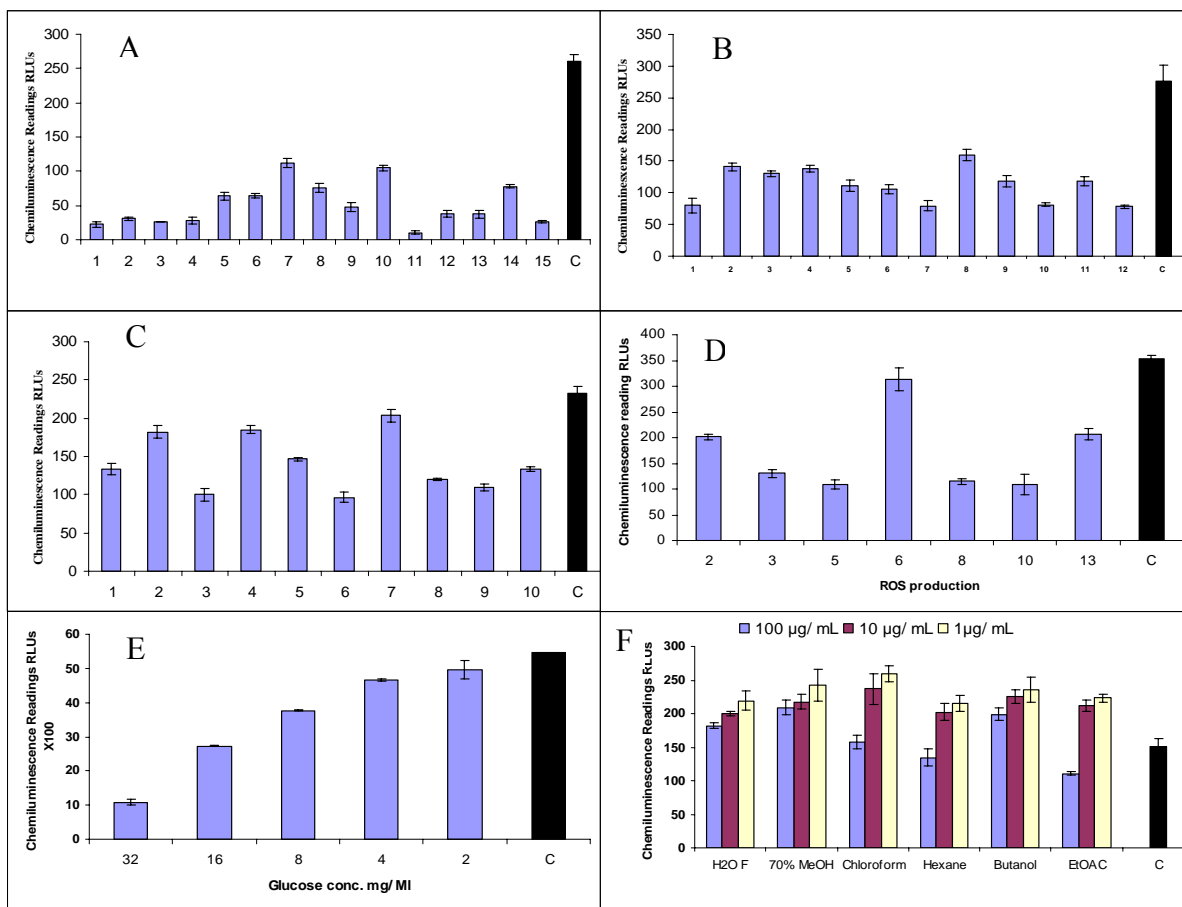 A
Chemiluminescence Readings RLUs
300
250
200
150
100
50
0
1 2 3 4 5 6 7 8 9 10 11 12 13 14 15 C
B
Chemiluminesxence Readings RLUs
350
300
250
200
150
100
50
0
1 2 3 4 5 6 7 8 9 10 11 12 C
C
Chemiluminescence Readings RLUs
300
250
200
150
100
50
0
1 2 3 4 5 6 7 8 9 10 C
D
Chemiluminescence reading RLUs
400
350
300
250
200
150
100
50
0
2 3 5 6 8 10 13 C
ROS production
E
Chemiluminescence Readings RLUs
X100
60
50
40
30
20
10
0
32 16 8 4 2 C
Glucose conc. mg/ Ml
F
100 µg/ mL 10 µg/ mL 1µg/ mL
Chemiluminescence Readings RLUs
300
250
200
150
100
50
0
H2O F 70% MeOH Chloroform Hexane Butanol EtOAC C